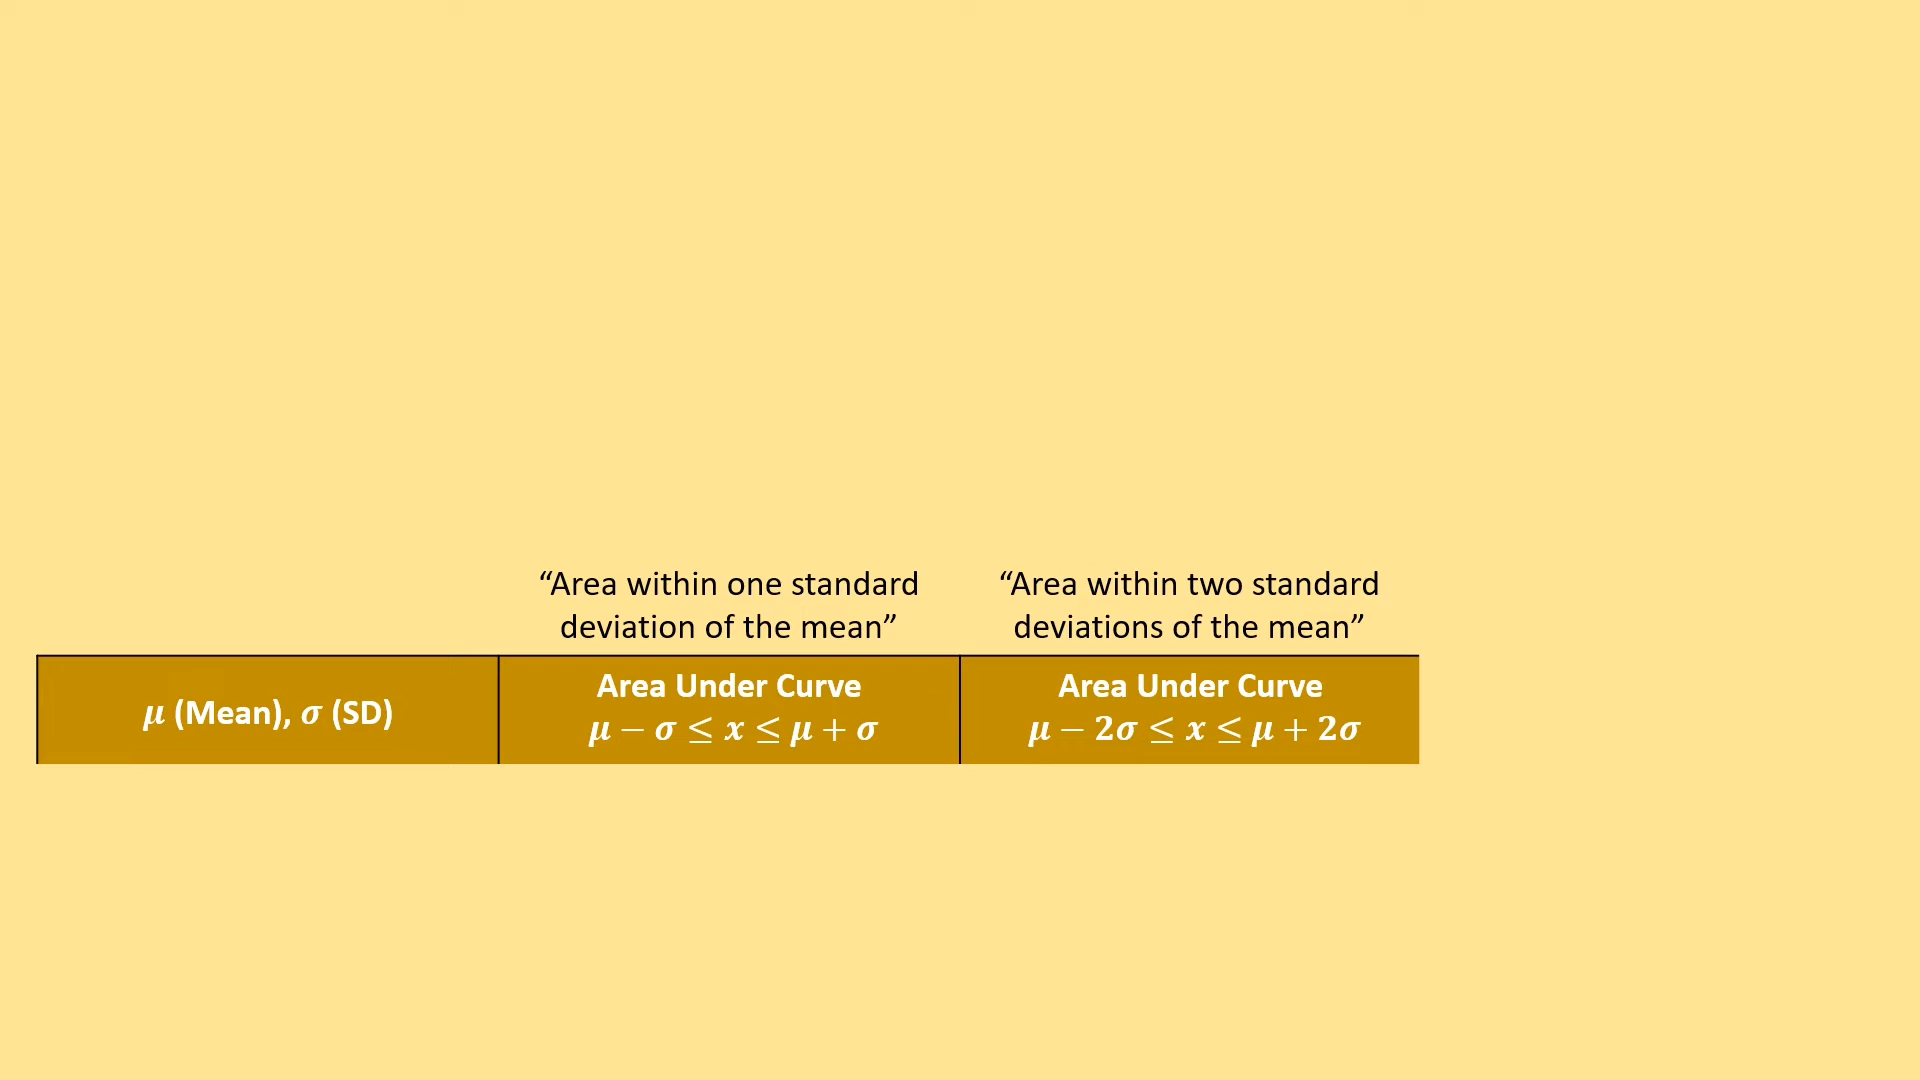 “Area within one standard
deviation of the mean”
“Area within two standard
deviations of the mean”
μ (Mean), σ (SD)
Area Under Curve
μ − σ ≤ x ≤ μ + σ
Area Under Curve
μ − 2σ ≤ x ≤ μ + 2σ